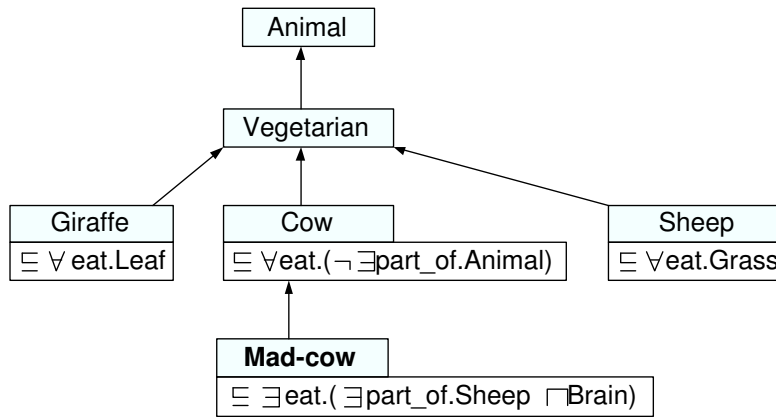 Animal
Vegetarian
Giraffe
⊑ ∀ eat.Leaf
Cow
⊑ ∀eat.(¬ ∃part_of.Animal)
Sheep
⊑ ∀eat.Grass
Mad-cow
⊑ ∃eat.( ∃part_of.Sheep ⊓Brain)